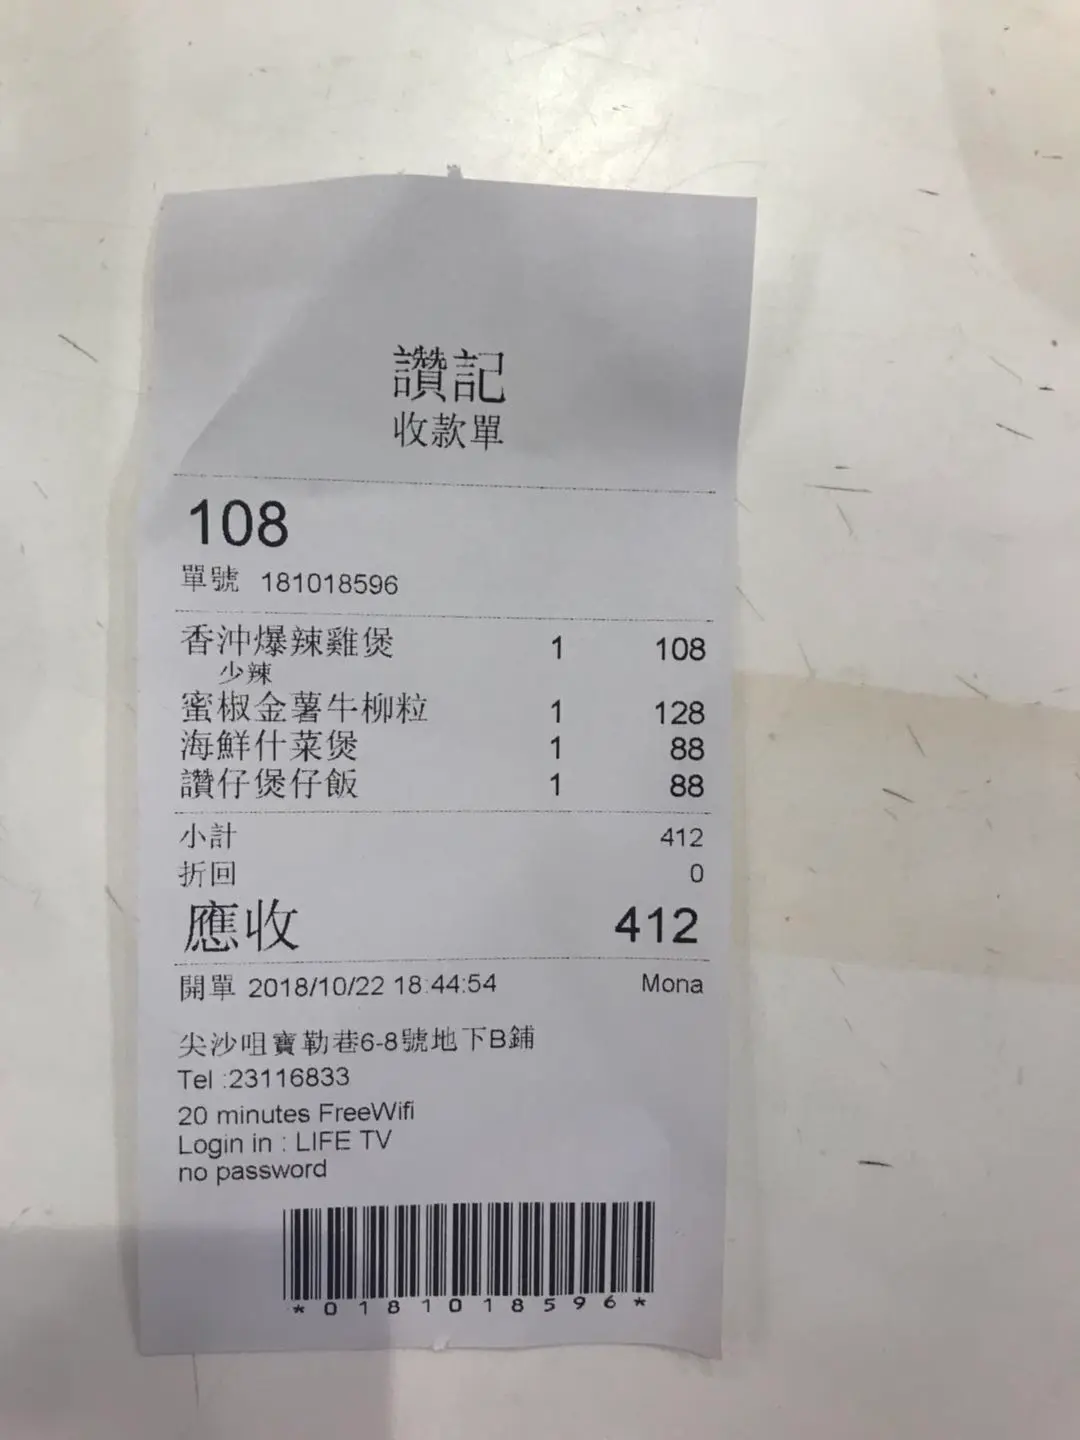 讚記
收款單
108
單號 181018596
香沖爆辣雞煲 1 108
少辣
蜜椒金薯牛柳粒 1 128
海鮮什菜煲 1 88
讚仔煲仔飯 1 88
小計 412
折回 0
應收 412
開單 2018/10/22 18:44:54 Mona
尖沙咀寶勒巷6-8號地下B鋪
Tel :23116833
20 minutes FreeWifi
Login in : LIFE TV
no password
*0181018596*